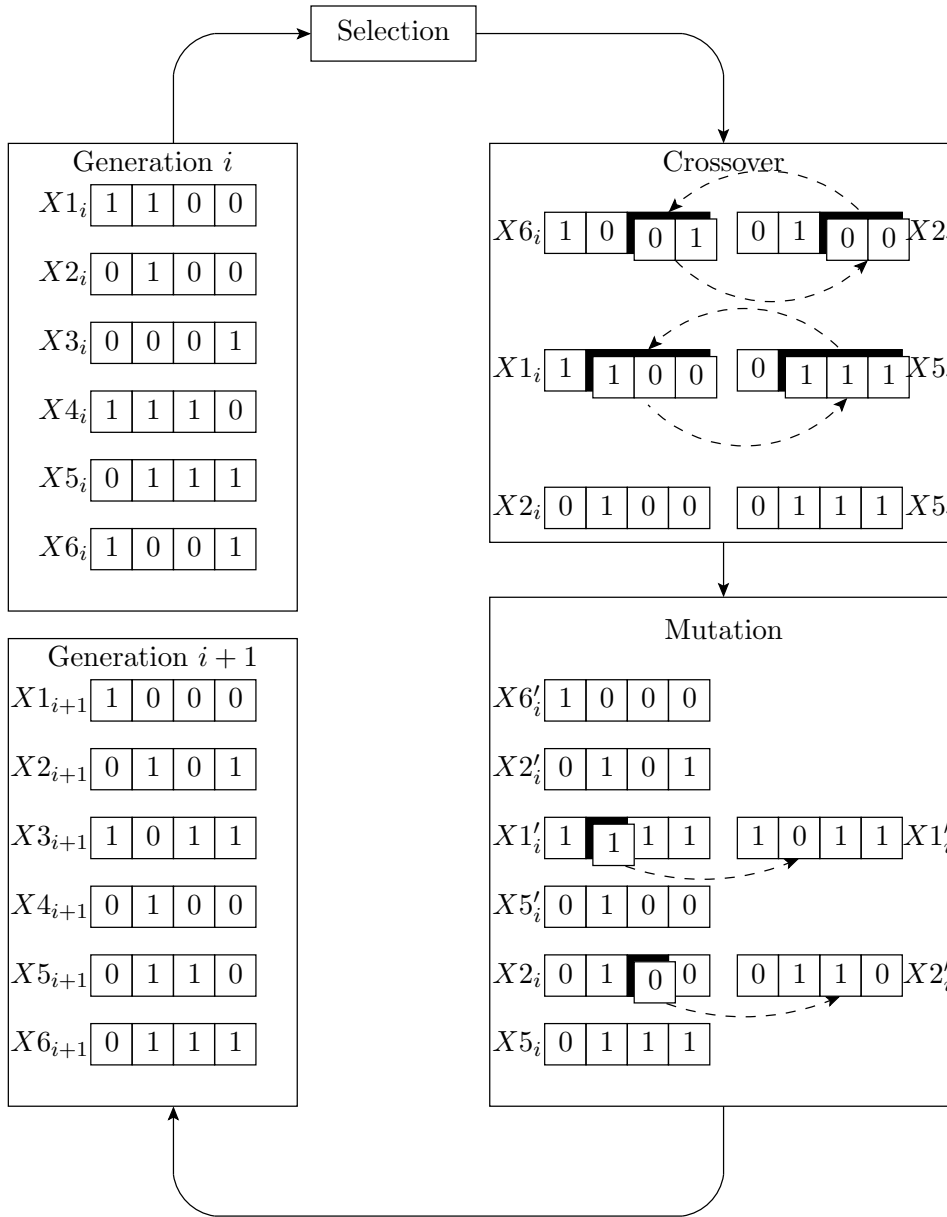 Selection
Generation i
X1ᵢ 1 1 0 0
X2ᵢ 0 1 0 0
X3ᵢ 0 0 0 1
X4ᵢ 1 1 1 0
X5ᵢ 0 1 1 1
X6ᵢ 1 0 0 1
Crossover
X6ᵢ 1 0 0 1 0 1 0 0 X2
X1ᵢ 1 1 0 0 0 1 1 1 X5
X2ᵢ 0 1 0 0 0 1 1 1 X5
Generation i + 1
X1ᵢ₊₁ 1 0 0 0
X2ᵢ₊₁ 0 1 0 1
X3ᵢ₊₁ 1 0 1 1
X4ᵢ₊₁ 0 1 0 0
X5ᵢ₊₁ 0 1 1 0
X6ᵢ₊₁ 0 1 1 1
Mutation
X6′ᵢ 1 0 0 0
X2′ᵢ 0 1 0 1
X1′ᵢ 1 1 1 1 1 0 1 1 X1′ᵢ
X5′ᵢ 0 1 0 0
X2ᵢ 0 1 0 0 0 1 1 0 X2′ᵢ
X5ᵢ 0 1 1 1